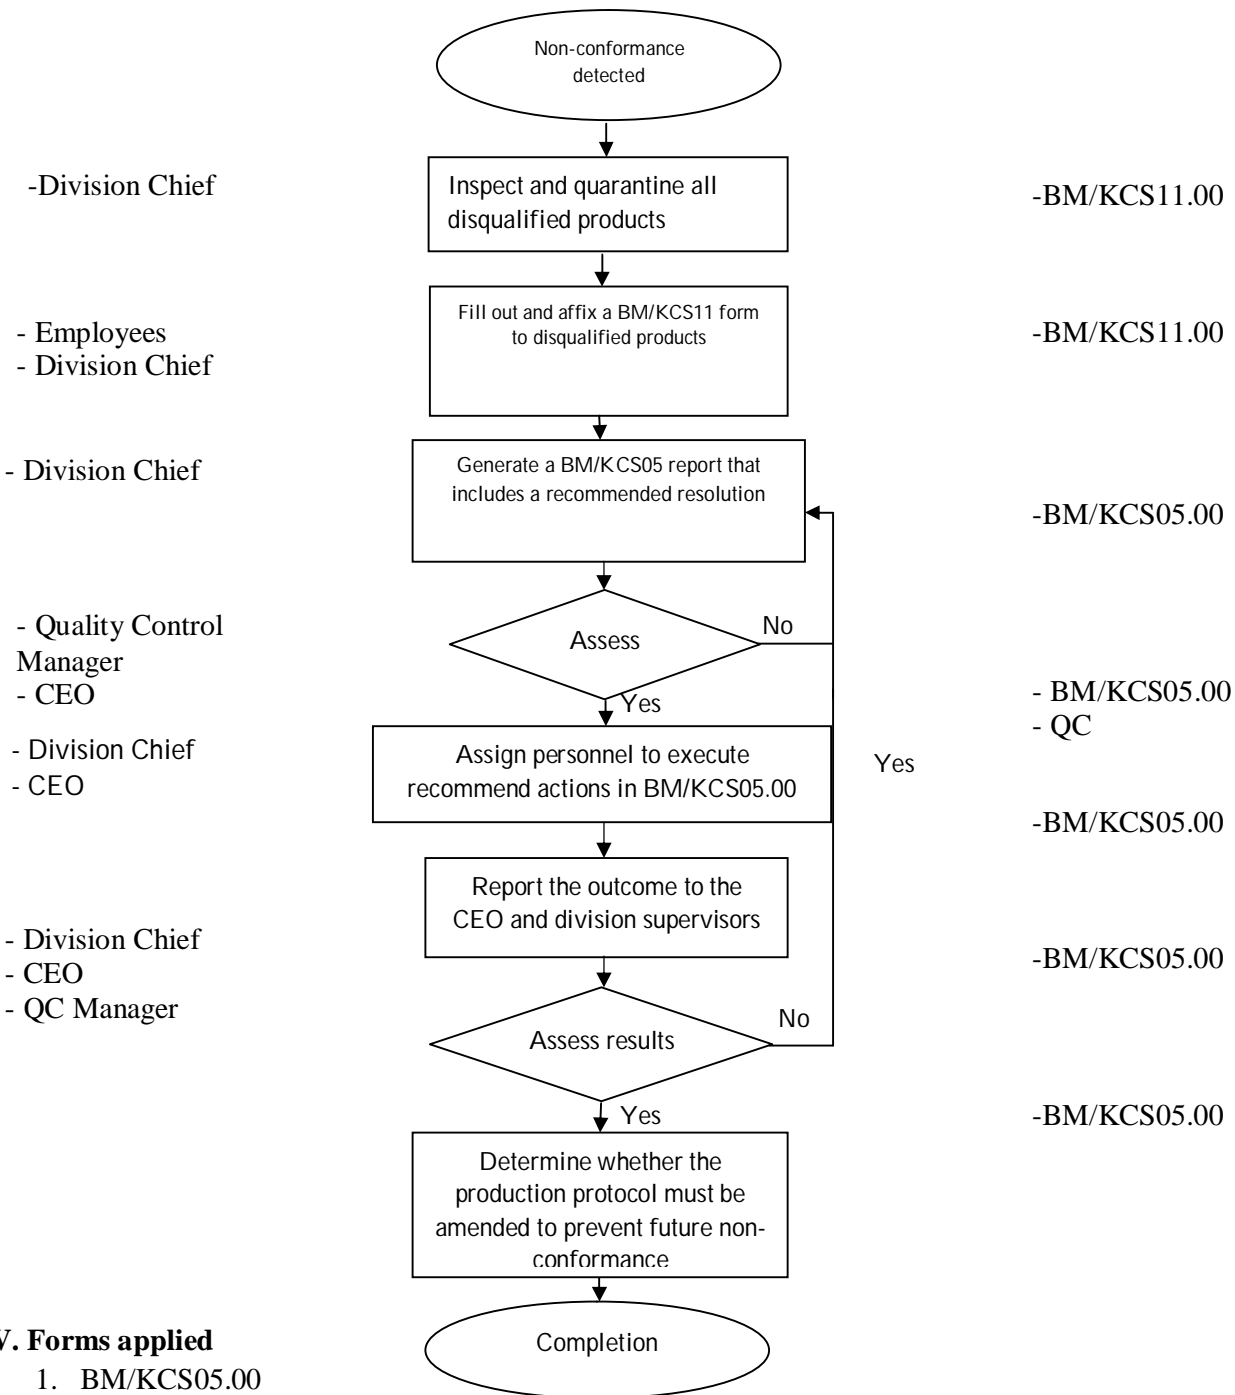 Non-conformance
detected
-Division Chief
Inspect and quarantine all
disqualified products
-BM/KCS11.00
- Employees
- Division Chief
Fill out and affix a BM/KCS11 form
to disqualified products
-BM/KCS11.00
- Division Chief
Generate a BM/KCS05 report that
includes a recommended resolution
-BM/KCS05.00
- Quality Control
Manager
- CEO
Assess
No
Yes
- BM/KCS05.00
- QC
- Division Chief
- CEO
Assign personnel to execute
recommend actions in BM/KCS05.00
Yes
-BM/KCS05.00
Report the outcome to the
CEO and division supervisors
- Division Chief
- CEO
- QC Manager
-BM/KCS05.00
Assess results
No
Yes
-BM/KCS05.00
Determine whether the
production protocol must be
amended to prevent future non-
conformance
Completion
V. Forms applied
1. BM/KCS05.00